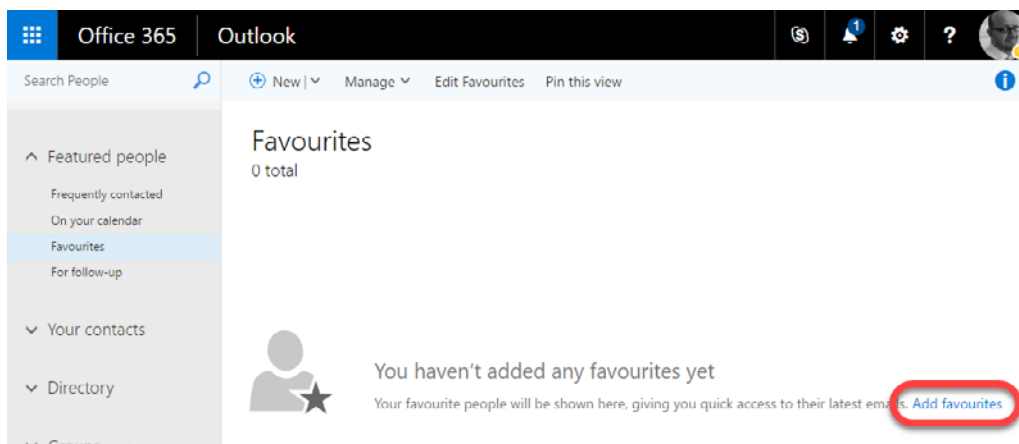 Office 365
Outlook
1
?
Search People
New
Manage
Edit Favourites
Pin this view
Favourites
0 total
Featured people
Frequently contacted
On your calendar
Favourites
For follow-up
Your contacts
Directory
You haven't added any favourites yet
Your favourite people will be shown here, giving you quick access to their latest emails. Add favourites